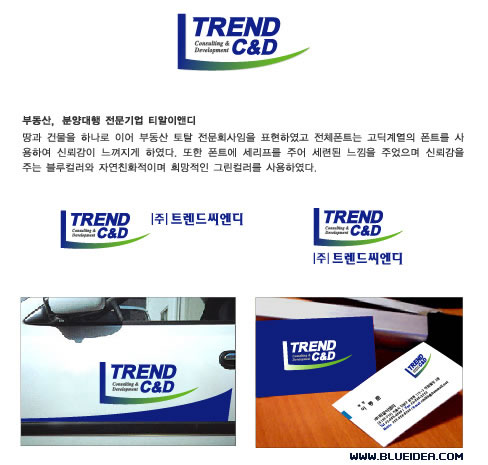 TREND
Consulting &
Development
C&D
부동산, 분양대행 전문기업 티알이앤디
땅과 건물을 하나로 이어 부동산 토탈 전문회사임을 표현하였고 전체폰트는 고딕계열의 폰트를 사
용하여 신뢰감이 느껴지게 하였다. 또한 폰트에 세리프를 주어 세련된 느낌을 주었으며 신뢰감을
주는 블루컬러와 자연친화적이며 희망적인 그린컬러를 사용하였다.
TREND
Consulting &
Development
C&D
(주)트렌드씨엔디
TREND
Consulting &
Development
C&D
(주)트렌드씨엔디
TREND
Consulting &
Development
C&D
TREND
C&D
TREND
C&D
WWW.BLUEIDEA.COM